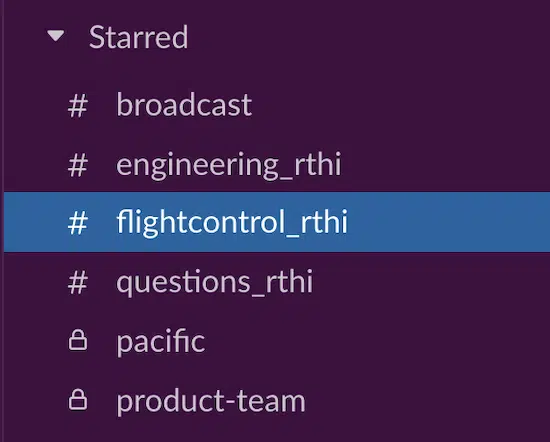 Starred
# broadcast
# engineering_rthi
# flightcontrol_rthi
# questions_rthi
pacific
product-team